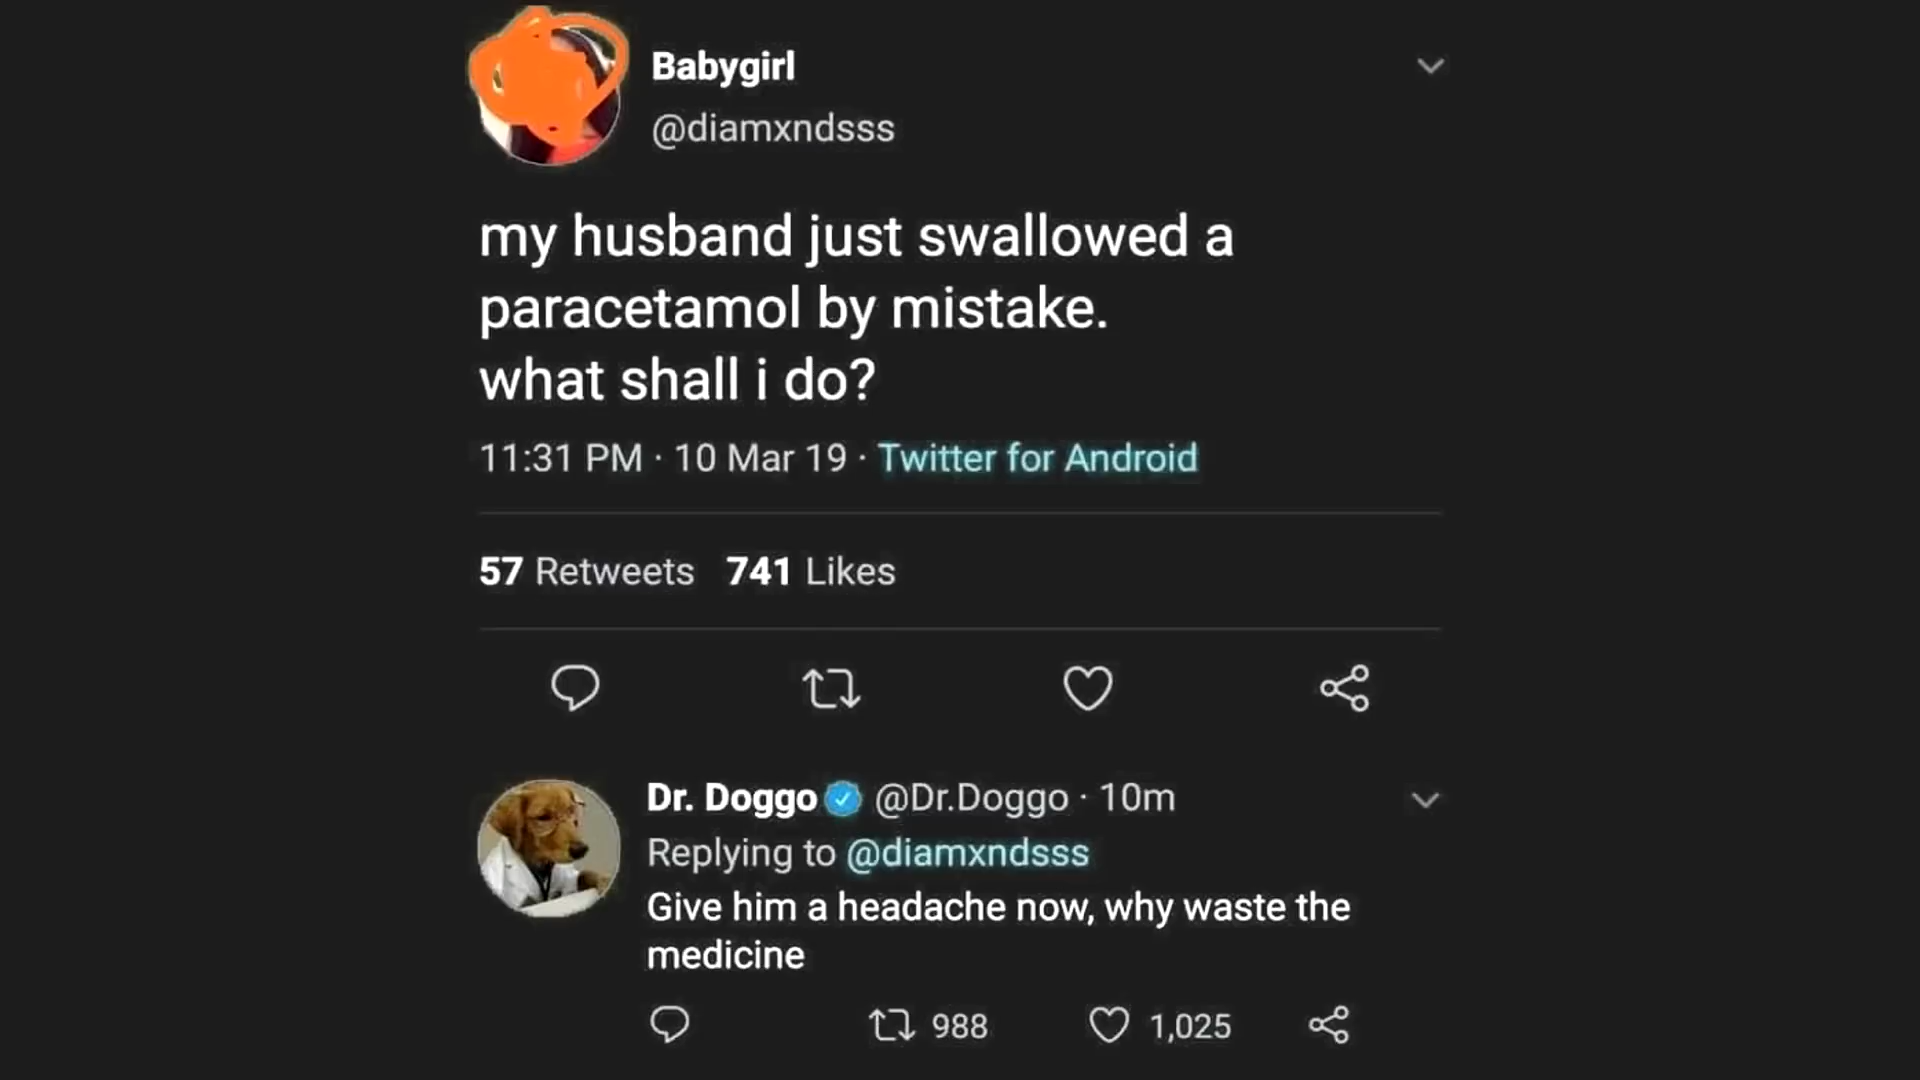 Babygirl
@diamxndsss
my husband just swallowed a
paracetamol by mistake.
what shall i do?
11:31 PM · 10 Mar 19 · Twitter for Android
57 Retweets 741 Likes
Dr. Doggo @Dr.Doggo · 10m
Replying to @diamxndsss
Give him a headache now, why waste the
medicine
988 1,025